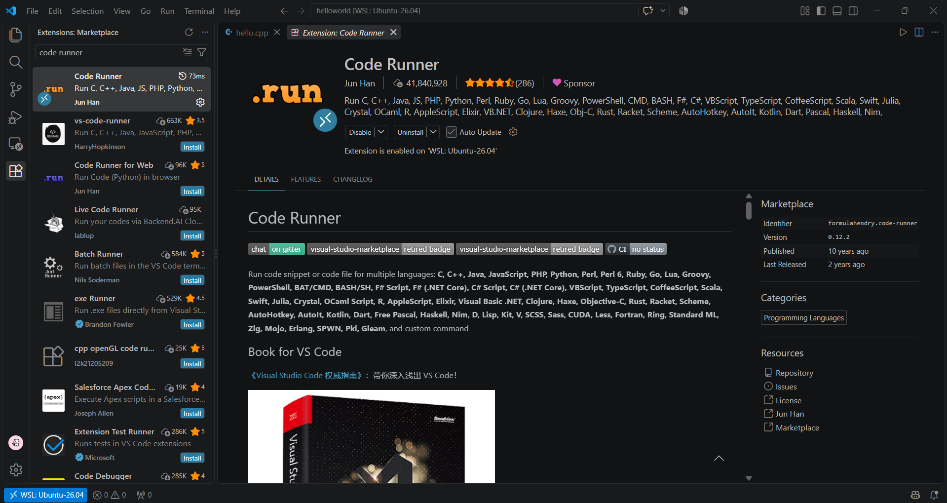 File Edit Selection View Go Run Terminal Help
helloworld [WSL: Ubuntu-26.04]
Extensions: Marketplace
code runner
Code Runner 73ms
Run C, C++, Java, JS, PHP, Python, ...
Jun Han
vs-code-runner 663K 3.5
Run C, C++, Java, JavaScript, PHP, ...
HarryHopkinson Install
Code Runner for Web 96K 5
Run Code (Python) in browser
Jun Han Install
Live Code Runner 95K
Run your codes via Backend.AI Clo...
lablup Install
Batch Runner 584K 5
Run batch files in the VS Code term...
Nils Soderman Install
exe Runner 529K 4.5
Run .exe files directly from Visual St...
Brandon Fowler Install
cpp openGL code ru... 25K 5
l2k21205209 Install
Salesforce Apex Cod... 19K 4
Execute Apex scripts in a Salesforce...
Joseph Allen Install
Extension Test Runner 286K 5
Runs tests in VS Code extensions
Microsoft Install
Code Debugger 285K 4
hello.cpp
Extension: Code Runner
.run
Code Runner
Jun Han 41,840,928 (286) Sponsor
Run C, C++, Java, JS, PHP, Python, Perl, Ruby, Go, Lua, Groovy, PowerShell, CMD, BASH, F#, C#, VBScript, TypeScript, CoffeeScript, Scala, Swift, Julia,
Crystal, OCaml, R, AppleScript, Elixir, VB.NET, Clojure, Haxe, Obj-C, Rust, Racket, Scheme, AutoHotkey, AutoIt, Kotlin, Dart, Pascal, Haskell, Nim,
Disable Uninstall Auto Update
Extension is enabled on 'WSL: Ubuntu-26.04'
DETAILS FEATURES CHANGELOG
Code Runner
chat on gitter visual-studio-marketplace retired badge visual-studio-marketplace retired badge CI no status
Run code snippet or code file for multiple languages: C, C++, Java, JavaScript, PHP, Python, Perl, Perl 6, Ruby, Go, Lua, Groovy,
PowerShell, BAT/CMD, BASH/SH, F# Script, F# (.NET Core), C# Script, C# (.NET Core), VBScript, TypeScript, CoffeeScript, Scala,
Swift, Julia, Crystal, OCaml Script, R, AppleScript, Elixir, Visual Basic .NET, Clojure, Haxe, Objective-C, Rust, Racket, Scheme,
AutoHotkey, AutoIt, Kotlin, Dart, Free Pascal, Haskell, Nim, D, Lisp, Kit, V, SCSS, Sass, CUDA, Less, Fortran, Ring, Standard ML,
Zig, Mojo, Erlang, SPWN, Pkl, Gleam, and custom command
Book for VS Code
《Visual Studio Code 权威指南》：带你深入浅出 VS Code!
Visual Stu
Marketplace
Identifier formulahendry.code-runner
Version 0.12.2
Published 10 years ago
Last Released 2 years ago
Categories
Programming Languages
Resources
Repository
Issues
License
Jun Han
Marketplace
WSL: Ubuntu-26.04 0 0 0